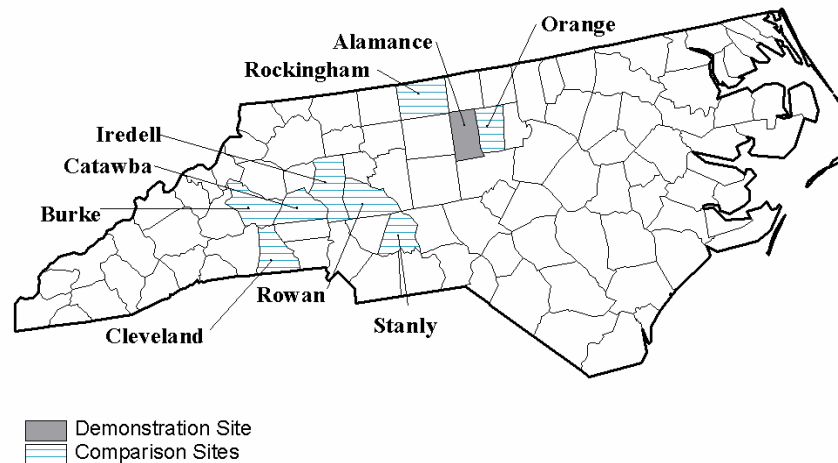 Orange
Alamance
Rockingham
Iredell
Catawba
Burke
Rowan
Stanly
Cleveland
Demonstration Site
Comparison Sites